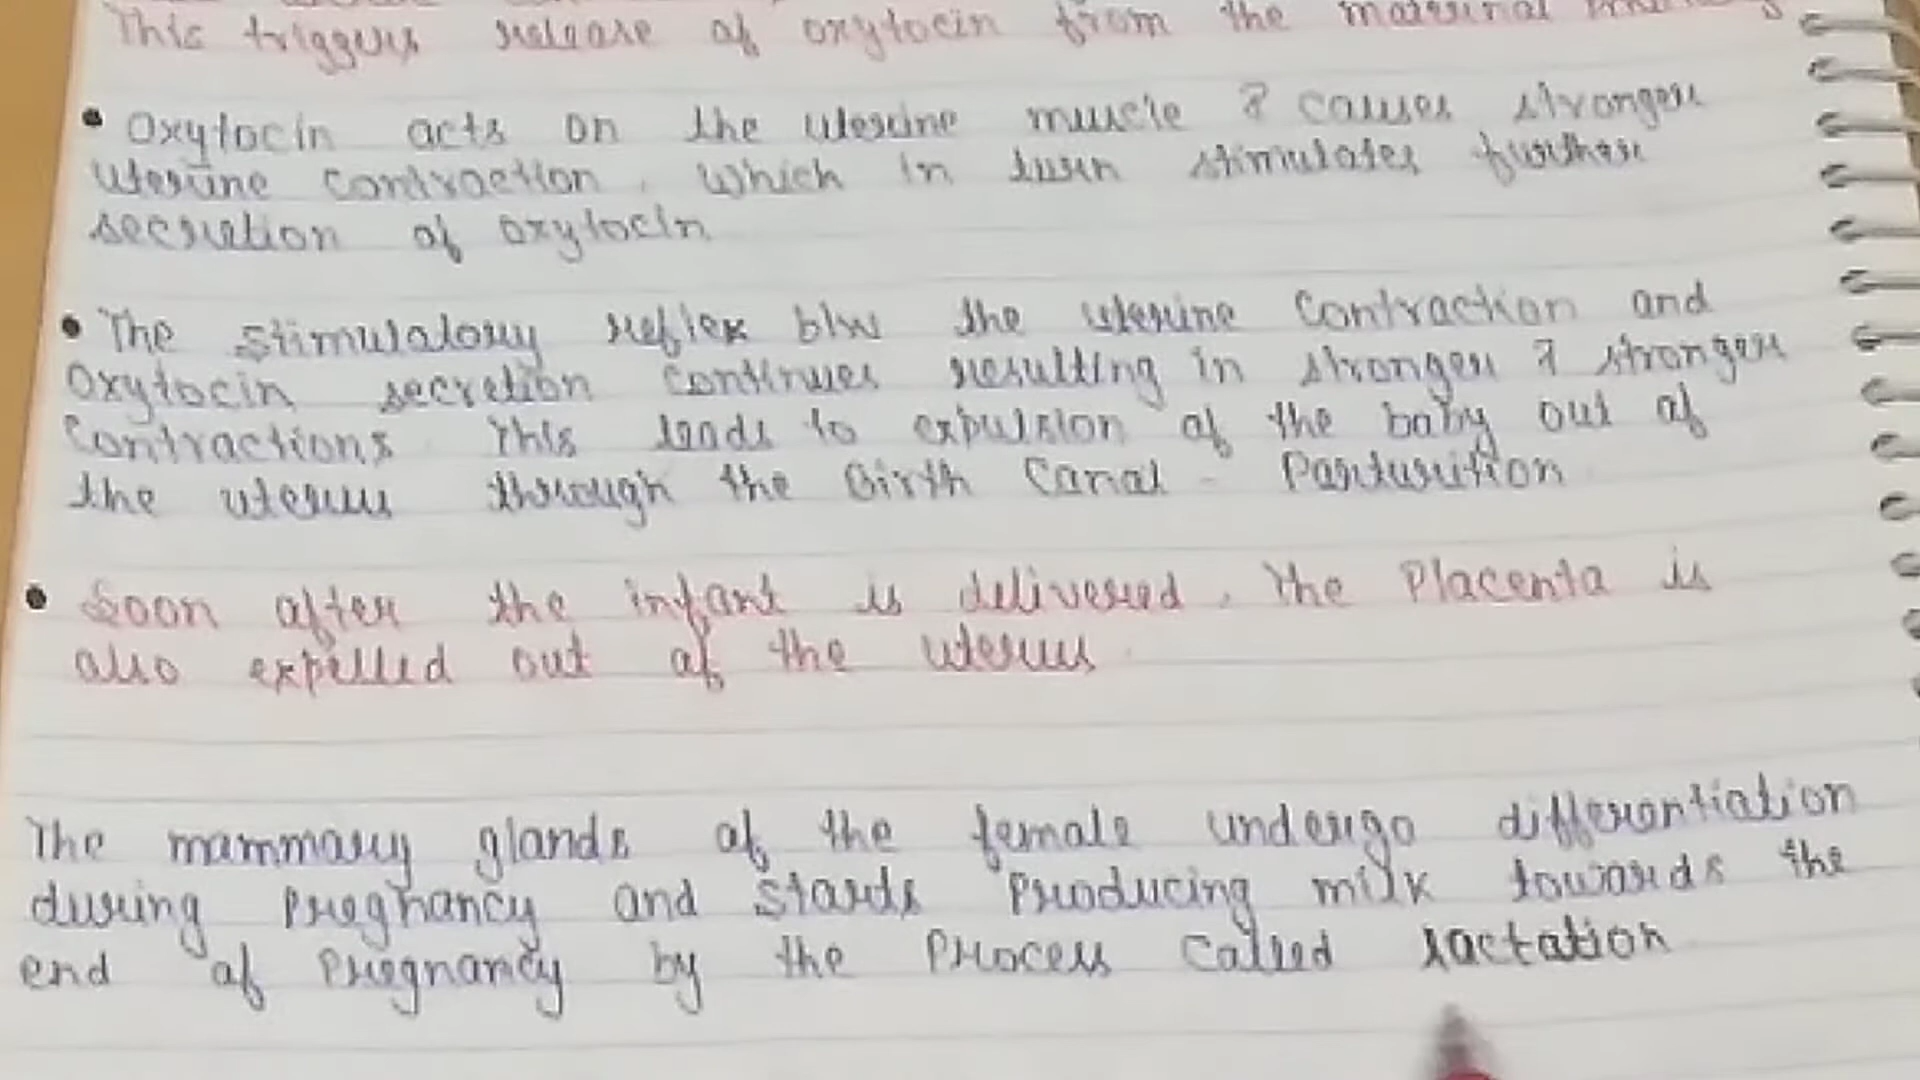 This triggers release of oxytocin from the maternal
• Oxytocin acts on the uterine muscle & causes stronger
uterine contraction, which in turn stimulates further
secretion of oxytocin
• The stimulatory reflex b/w the uterine contraction and
oxytocin secretion continues resulting in stronger & stronger
contractions. This leads to expulsion of the baby out of
the uterus through the Birth Canal - Parturition
• Soon after the infant is delivered, the Placenta is
also expelled out of the uterus.
The mammary glands of the female undergo differentiation
during Pregnancy and starts Producing milk towards the
end of Pregnancy by the Process Called lactation